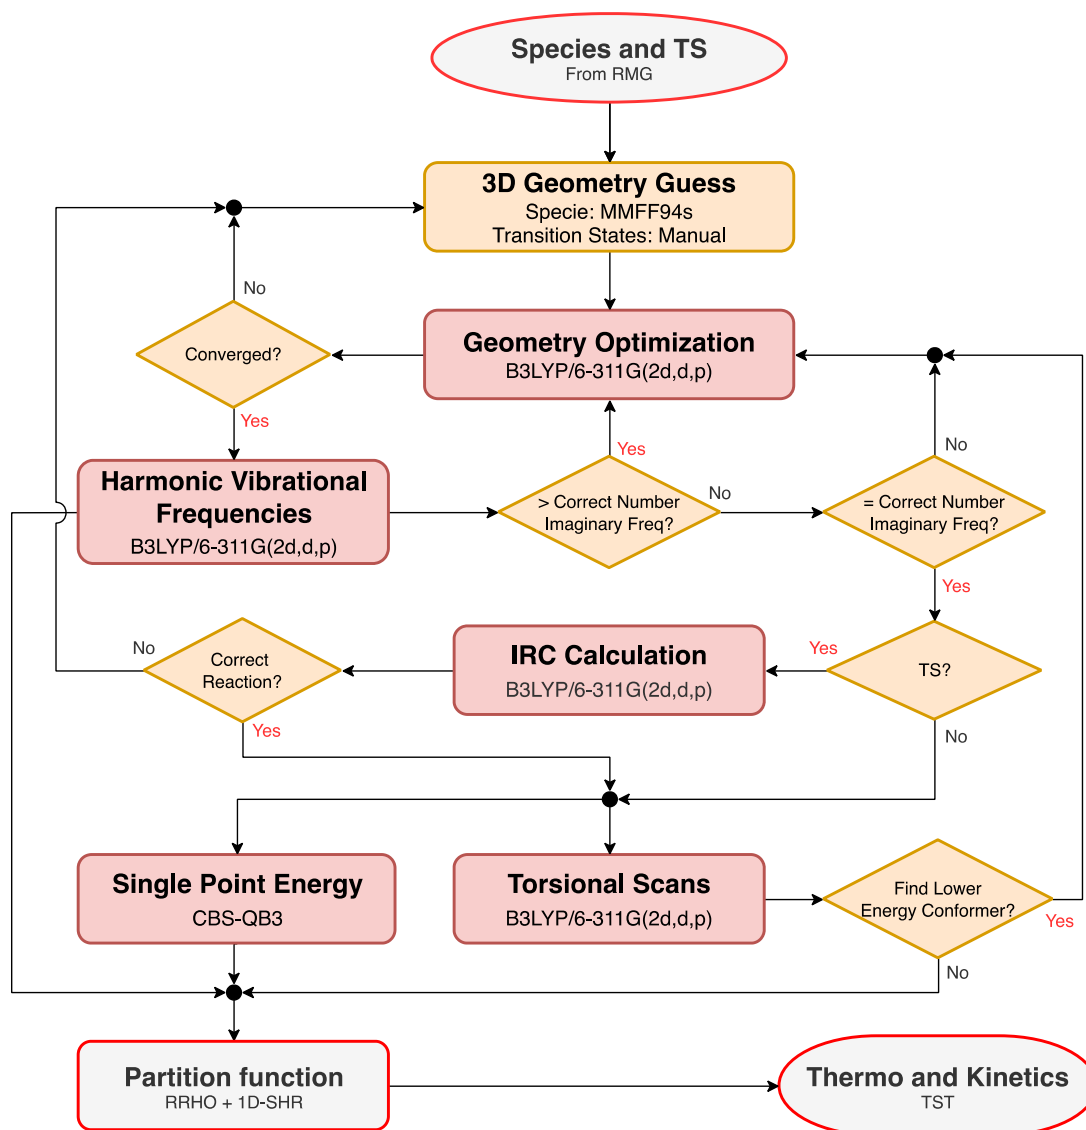 Species and TS
From RMG
3D Geometry Guess
Specie: MMFF94s
Transition States: Manual
No
Converged?
Geometry Optimization
B3LYP/6-311G(2d,d,p)
Yes
Yes
No
No
Harmonic Vibrational
Frequencies
B3LYP/6-311G(2d,d,p)
> Correct Number
Imaginary Freq?
= Correct Number
Imaginary Freq?
Yes
No
Correct
Reaction?
IRC Calculation
B3LYP/6-311G(2d,d,p)
Yes
TS?
Yes
No
Single Point Energy
CBS-QB3
Torsional Scans
B3LYP/6-311G(2d,d,p)
Find Lower
Energy Conformer?
Yes
No
Partition function
RRHO + 1D-SHR
Thermo and Kinetics
TST